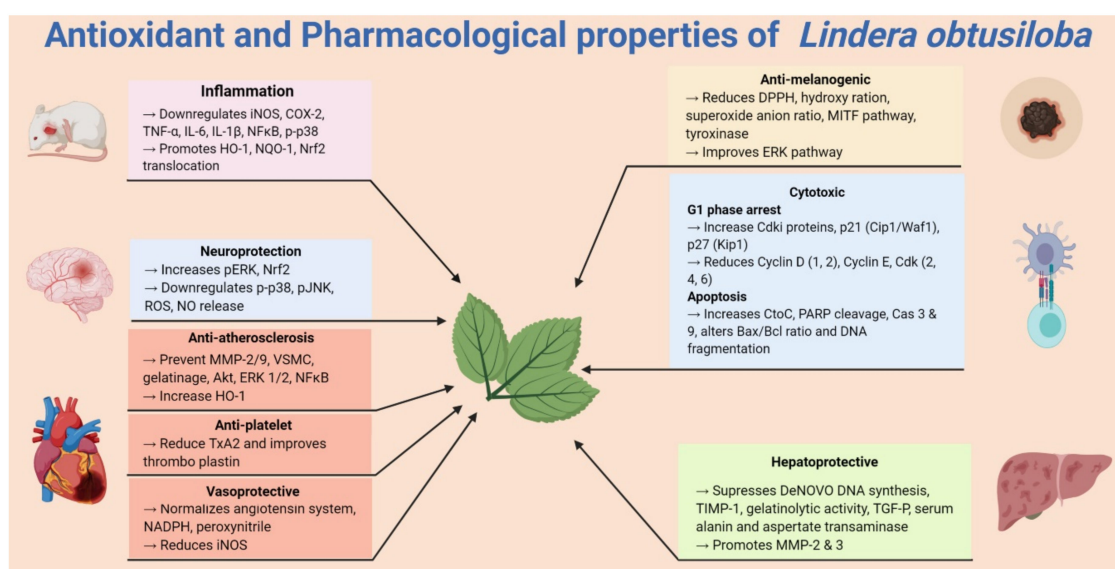 Antioxidant and Pharmacological properties of Lindera obtusiloba
Inflammation
→ Downregulates iNOS, COX-2,
TNF-α, IL-6, IL-1β, NFκB, p-p38
→ Promotes HO-1, NQO-1, Nrf2
translocation
Neuroprotection
→ Increases pERK, Nrf2
→ Downregulates p-p38, pJNK,
ROS, NO release
Anti-atherosclerosis
→ Prevent MMP-2/9, VSMC,
gelatinage, Akt, ERK 1/2, NFκB
→ Increase HO-1
Anti-platelet
→ Reduce TxA2 and improves
thrombo plastin
Vasoprotective
→ Normalizes angiotensin system,
NADPH, peroxynitrile
→ Reduces iNOS
Anti-melanogenic
→ Reduces DPPH, hydroxy ration,
superoxide anion ratio, MITF pathway,
tyroxinase
→ Improves ERK pathway
Cytotoxic
G1 phase arrest
→ Increase Cdki proteins, p21 (Cip1/Waf1),
p27 (Kip1)
→ Reduces Cyclin D (1, 2), Cyclin E, Cdk (2,
4, 6)
Apoptosis
→ Increases CtoC, PARP cleavage, Cas 3 &
9, alters Bax/Bcl ratio and DNA
fragmentation
Hepatoprotective
→ Supresses DeNOVO DNA synthesis,
TIMP-1, gelatinolytic activity, TGF-P, serum
alanin and aspertate transaminase
→ Promotes MMP-2 & 3